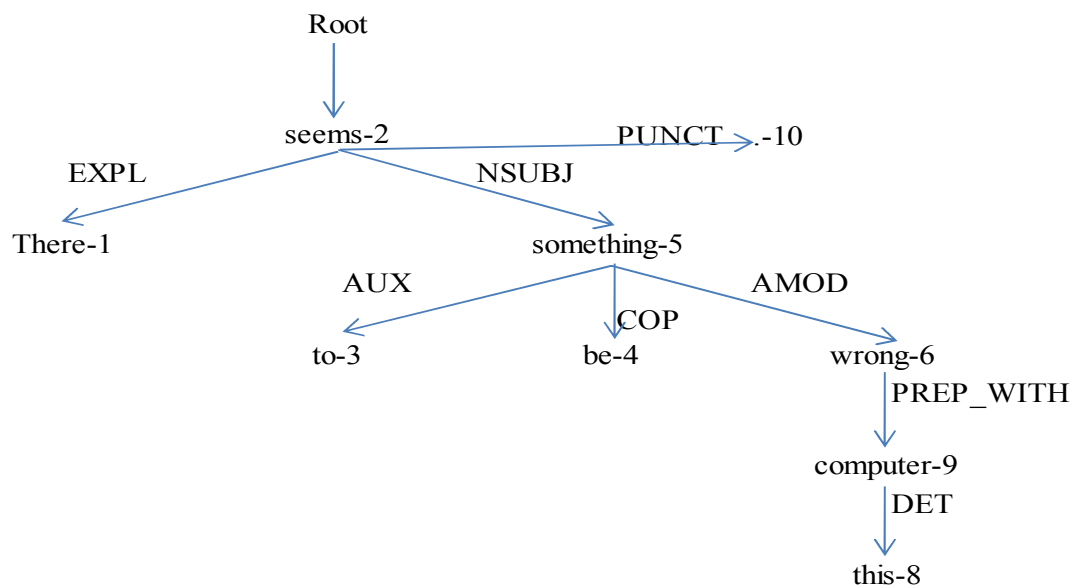 Root
seems-2 PUNCT .-10
EXPL NSUBJ
There-1 something-5
AUX AMOD
COP
to-3 be-4 wrong-6
PREP_WITH
computer-9
DET
this-8